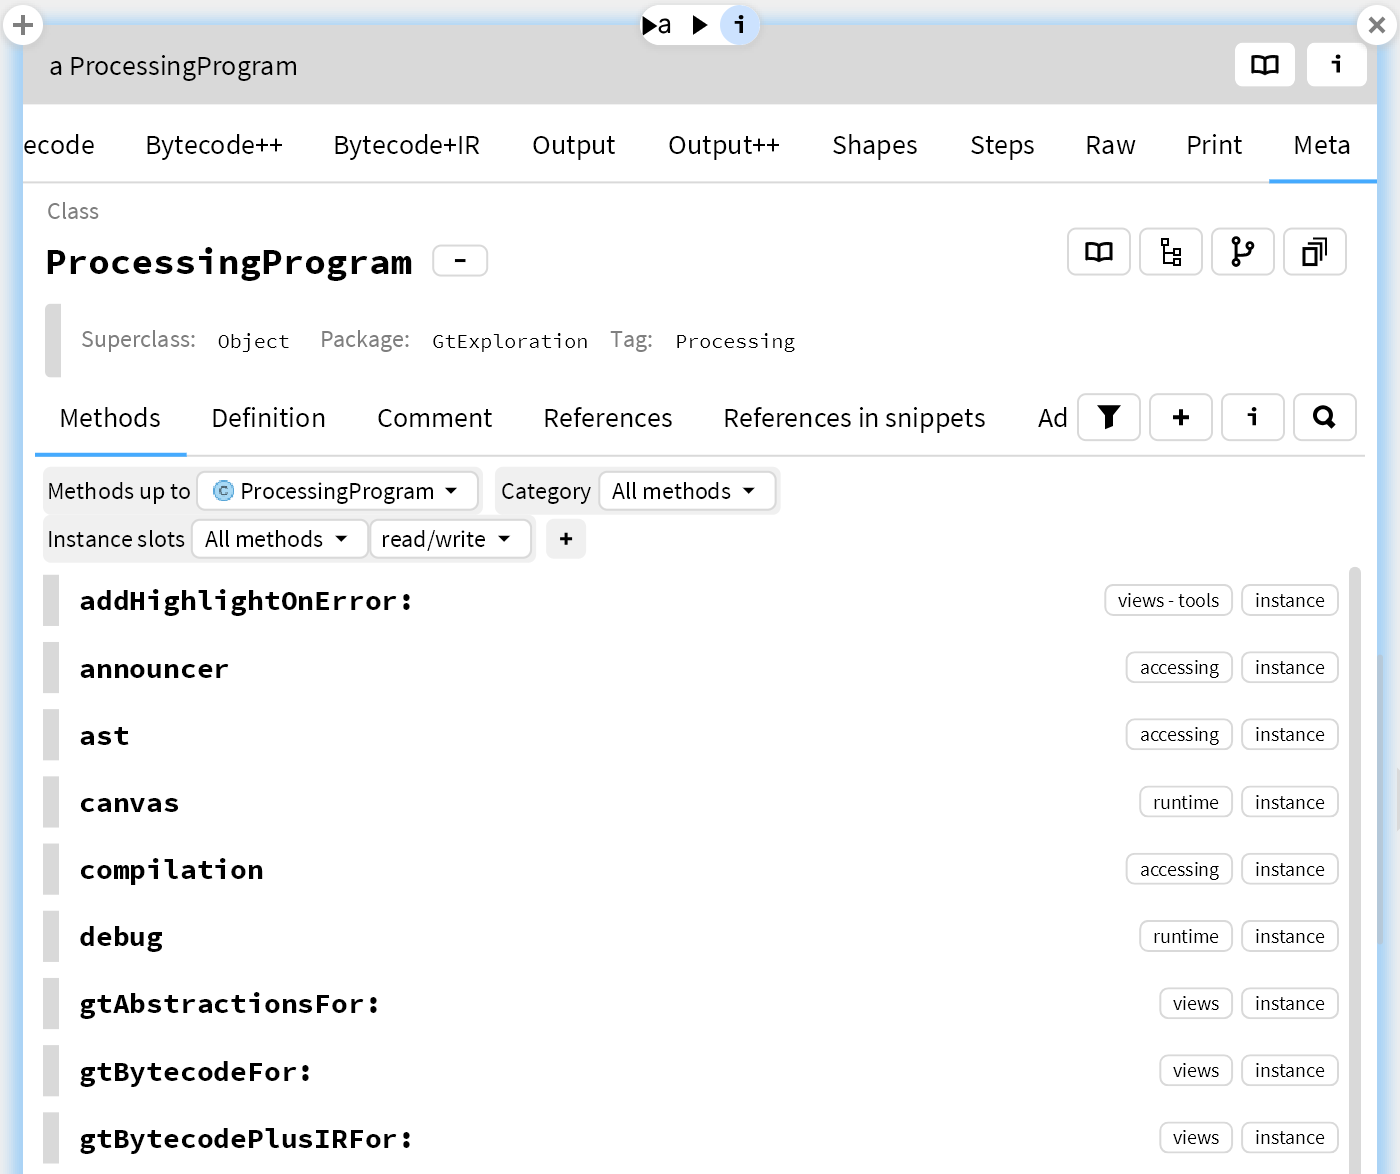 a
i
a ProcessingProgram
i
ecode Bytecode++ Bytecode+IR Output Output++ Shapes Steps Raw Print Meta
Class
ProcessingProgram -
Superclass: Object Package: GtExploration Tag: Processing
Methods Definition Comment References References in snippets Ad + i
Methods up to C ProcessingProgram Category All methods
Instance slots All methods read/write +
addHighlightOnError: views - tools instance
announcer accessing instance
ast accessing instance
canvas runtime instance
compilation accessing instance
debug runtime instance
gtAbstractionsFor: views instance
gtBytecodeFor: views instance
gtBytecodePlusIRFor: views instance